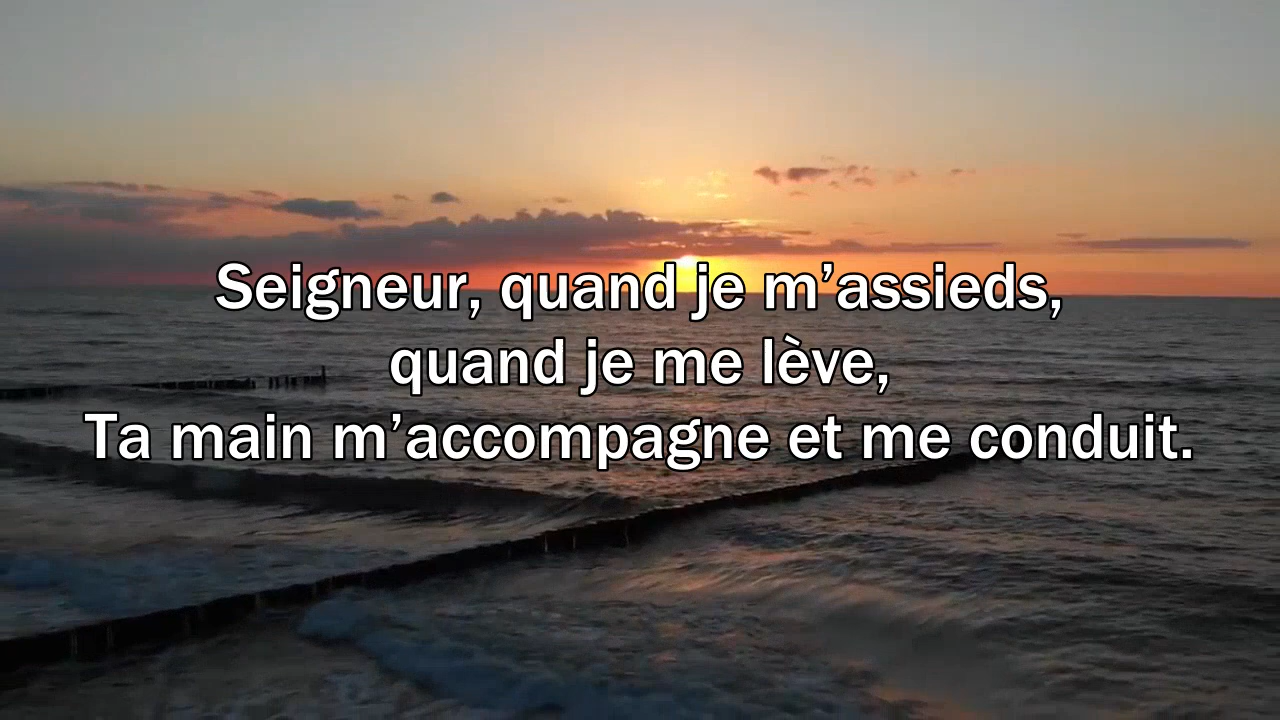 Seigneur, quand je m’assieds,
quand je me lève,
Ta main m’accompagne et me conduit.